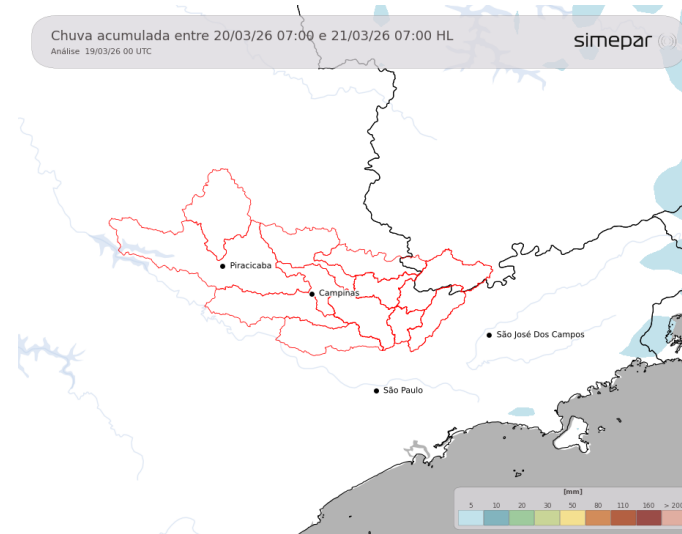 Chuva acumulada entre 20/03/26 07:00 e 21/03/26 07:00 HL
Análise 19/03/26 00 UTC
simepar
Piracicaba
Campinas
São José Dos Campos
São Paulo
[mm]
5 10 20 30 50 80 110 160 > 200